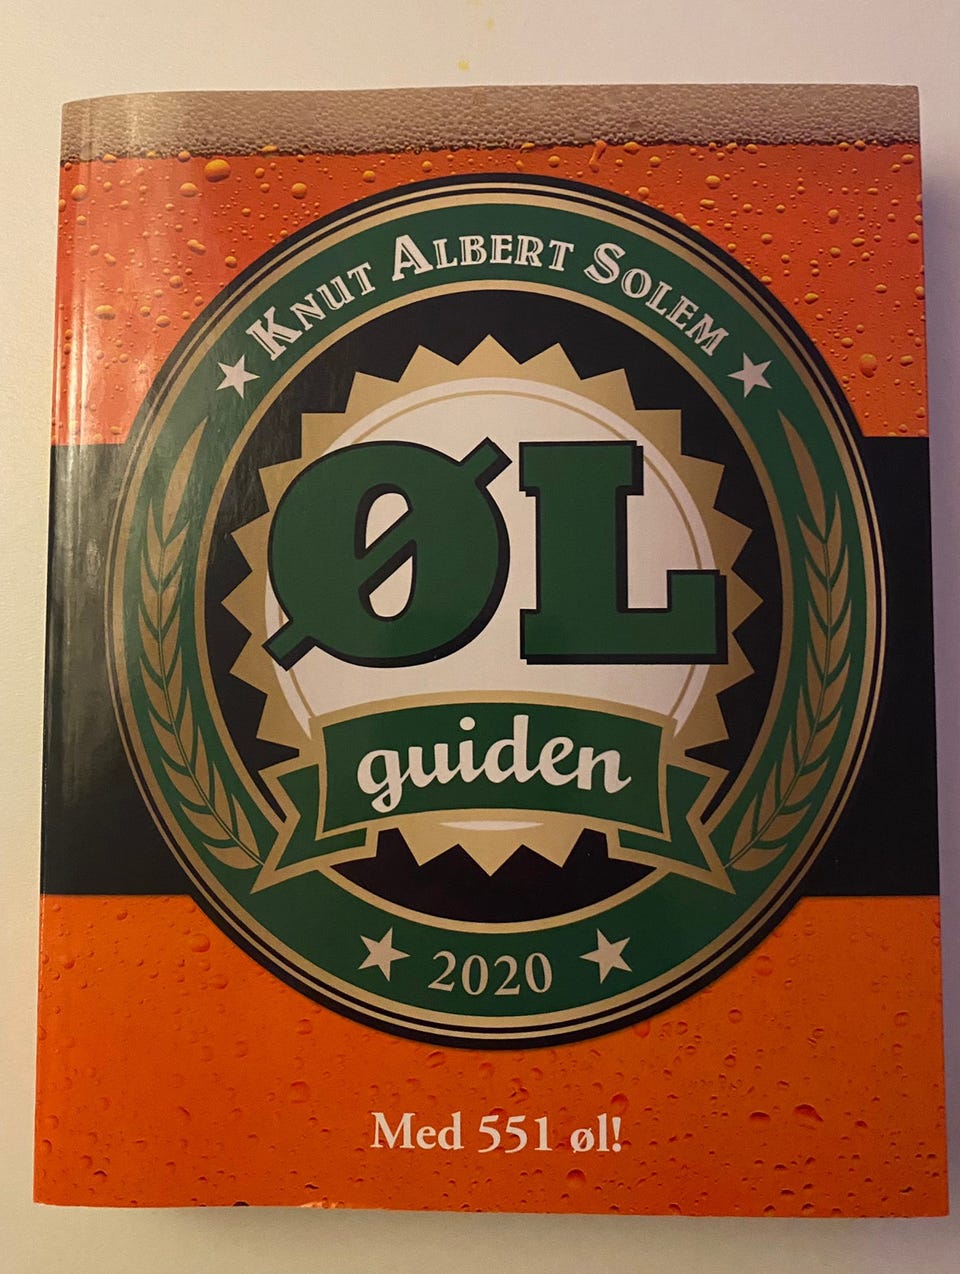 KNUT ALBERT SOLEM
ØL
guiden
2020
Med 551 øl!